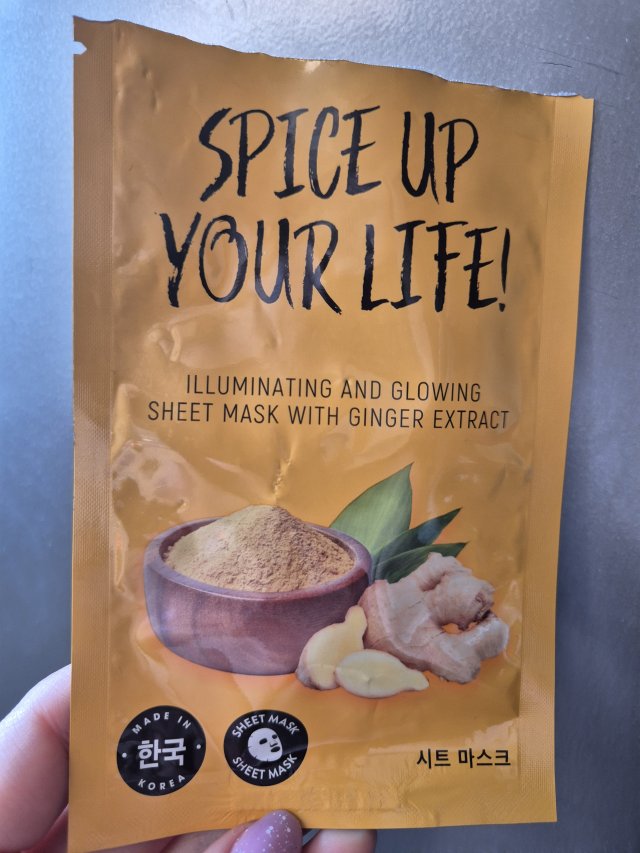 SPICE UP
YOUR LIFE!
ILLUMINATING AND GLOWING
SHEET MASK WITH GINGER EXTRACT
MADE IN
한국
KOREA
SHEET MASK
SHEET MASK
시트 마스크